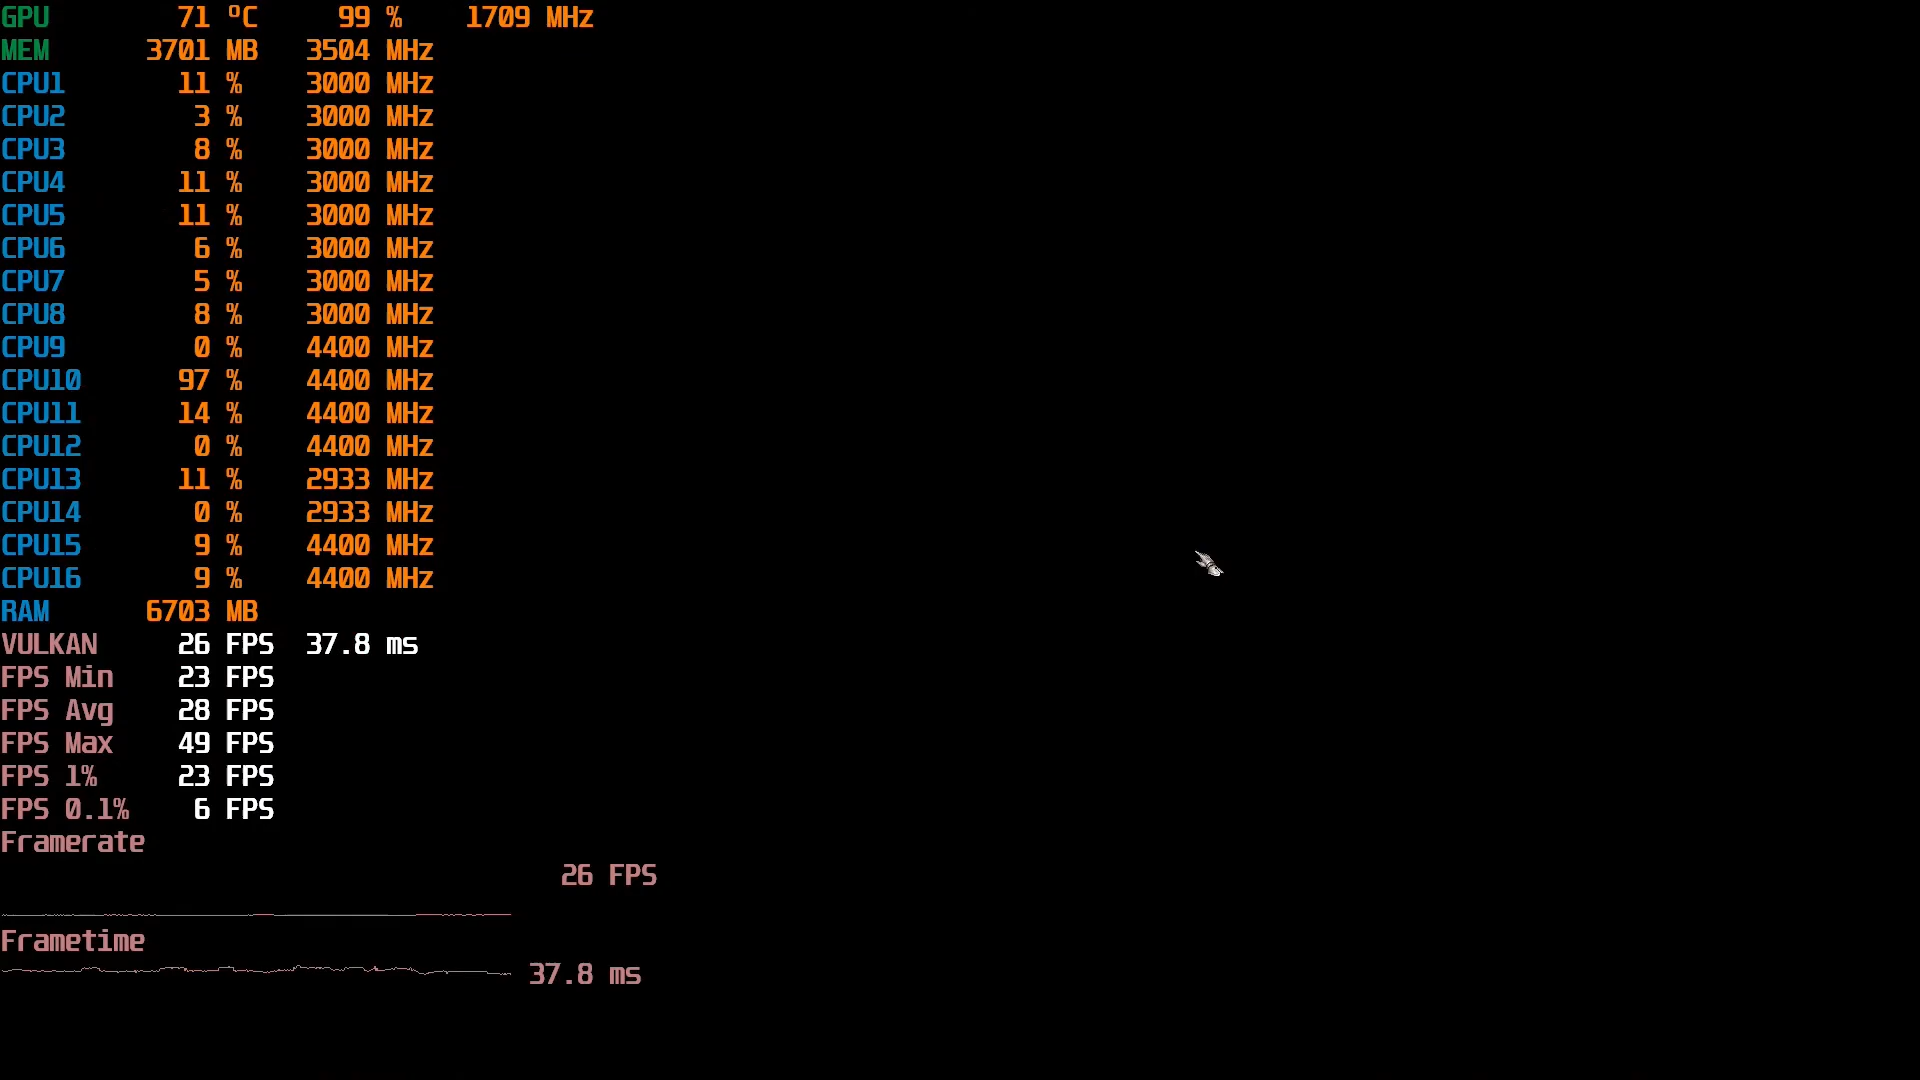 GPU 71 ºC 99 % 1709 MHz
MEM 3701 MB 3504 MHz
CPU1 11 % 3000 MHz
CPU2 3 % 3000 MHz
CPU3 8 % 3000 MHz
CPU4 11 % 3000 MHz
CPU5 11 % 3000 MHz
CPU6 6 % 3000 MHz
CPU7 5 % 3000 MHz
CPU8 8 % 3000 MHz
CPU9 0 % 4400 MHz
CPU10 97 % 4400 MHz
CPU11 14 % 4400 MHz
CPU12 0 % 4400 MHz
CPU13 11 % 2933 MHz
CPU14 0 % 2933 MHz
CPU15 9 % 4400 MHz
CPU16 9 % 4400 MHz
RAM 6703 MB
VULKAN 26 FPS 37.8 ms
FPS Min 23 FPS
FPS Avg 28 FPS
FPS Max 49 FPS
FPS 1% 23 FPS
FPS 0.1% 6 FPS
Framerate
26 FPS
Frametime
37.8 ms